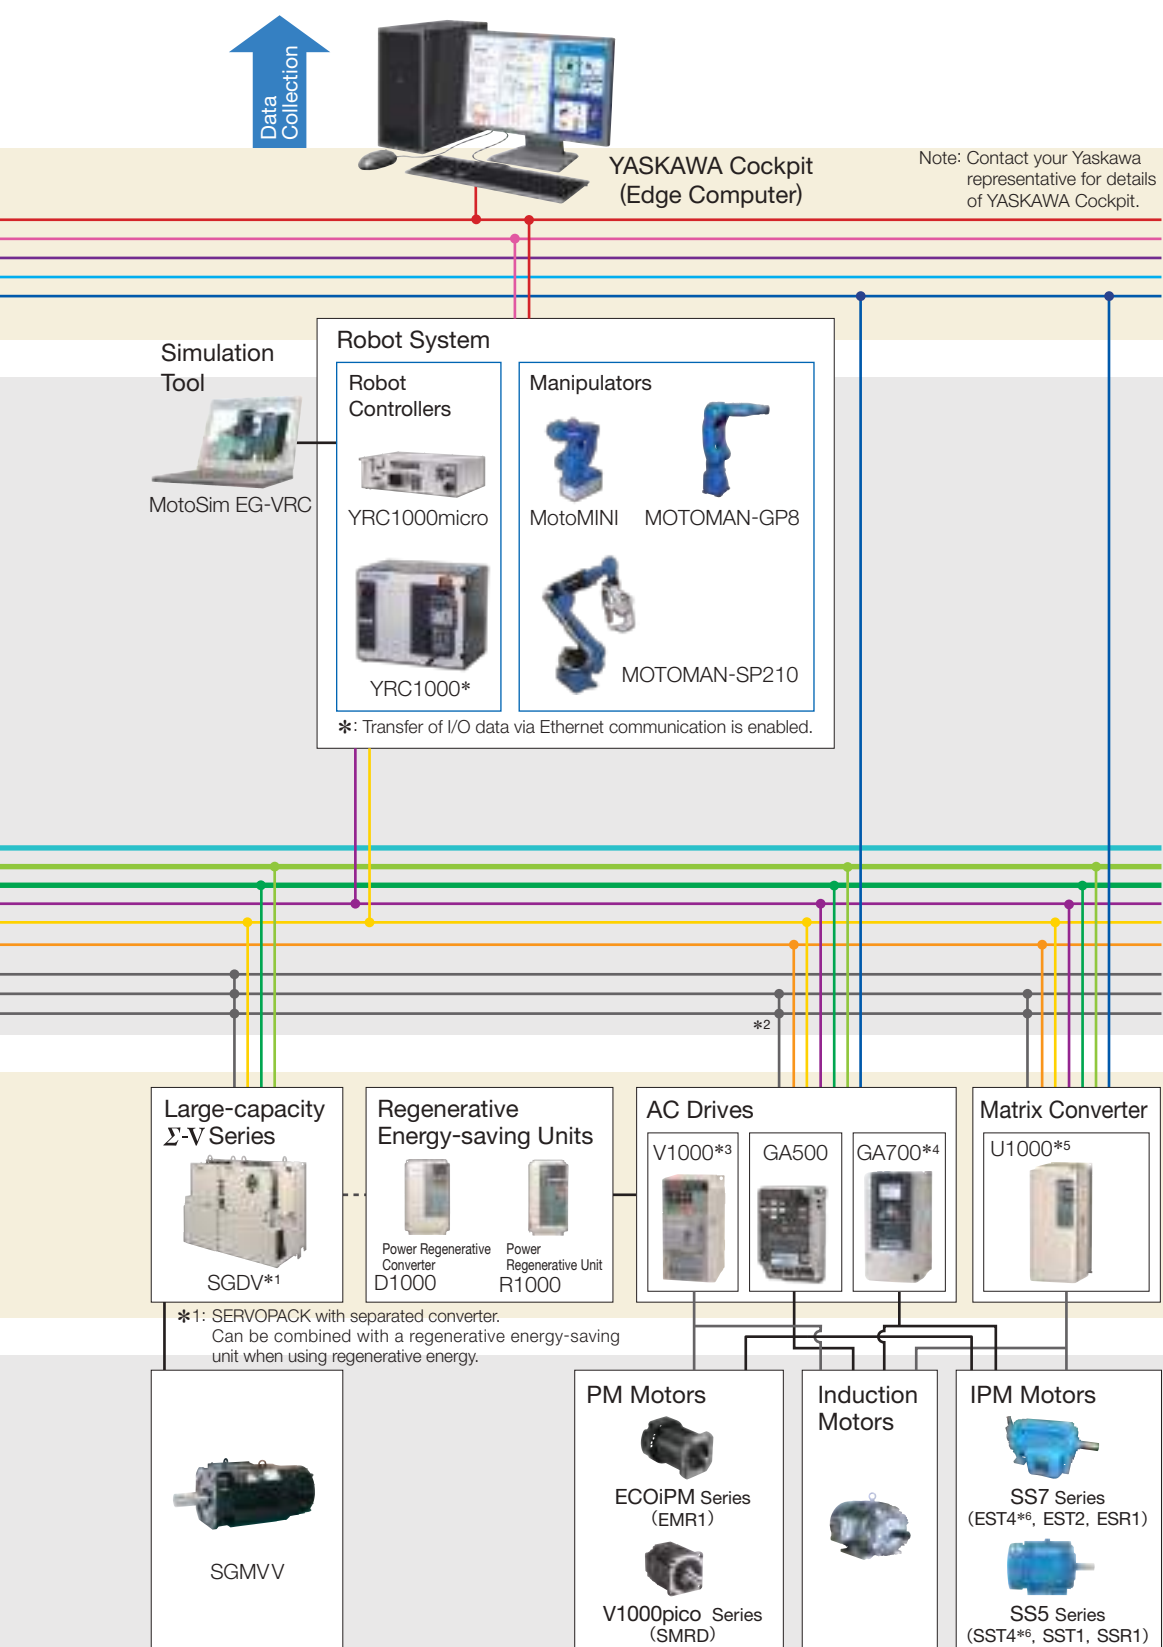 Data
Collection
YASKAWA Cockpit
(Edge Computer)
Note: Contact your Yaskawa
representative for details
of YASKAWA Cockpit.
Simulation
Tool
MotoSim EG-VRC
Robot System
Robot
Controllers
YRC1000micro
YRC1000*
Manipulators
MotoMINI
MOTOMAN-GP8
MOTOMAN-SP210
*: Transfer of I/O data via Ethernet communication is enabled.
*2
Large-capacity
Σ-V Series
SGDV*1
Regenerative
Energy-saving Units
Power Regenerative
Converter
D1000
Power
Regenerative Unit
R1000
AC Drives
V1000*3
GA500
GA700*4
Matrix Converter
U1000*5
*1: SERVOPACK with separated converter.
Can be combined with a regenerative energy-saving
unit when using regenerative energy.
SGMVV
PM Motors
ECOiPM Series
(EMR1)
V1000pico Series
(SMRD)
Induction
Motors
IPM Motors
SS7 Series
(EST4*6, EST2, ESR1)
SS5 Series
(SST4*6, SST1, SSR1)